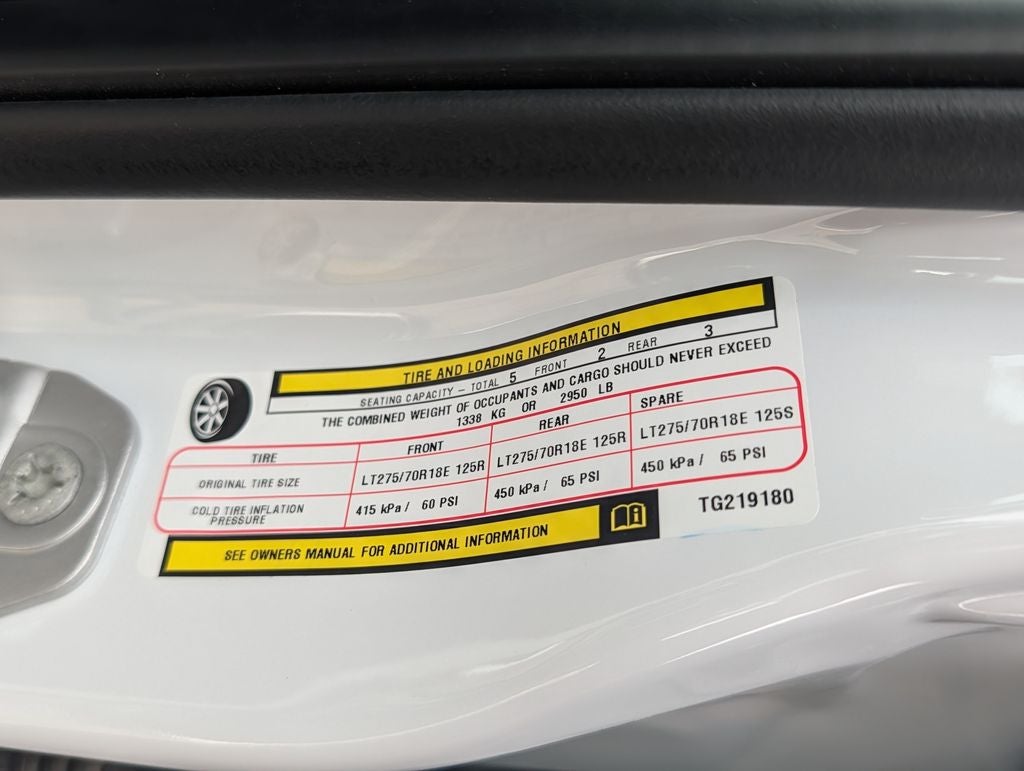 TIRE AND LOADING INFORMATION
SEATING CAPACITY – TOTAL 5 FRONT 2 REAR 3
THE COMBINED WEIGHT OF OCCUPANTS AND CARGO SHOULD NEVER EXCEED
1338 KG OR 2950 LB
TIRE FRONT REAR SPARE
ORIGINAL TIRE SIZE LT275/70R18E 125R LT275/70R18E 125R LT275/70R18E 125S
COLD TIRE INFLATION PRESSURE 415 kPa / 60 PSI 450 kPa / 65 PSI 450 kPa / 65 PSI
SEE OWNERS MANUAL FOR ADDITIONAL INFORMATION
TG219180